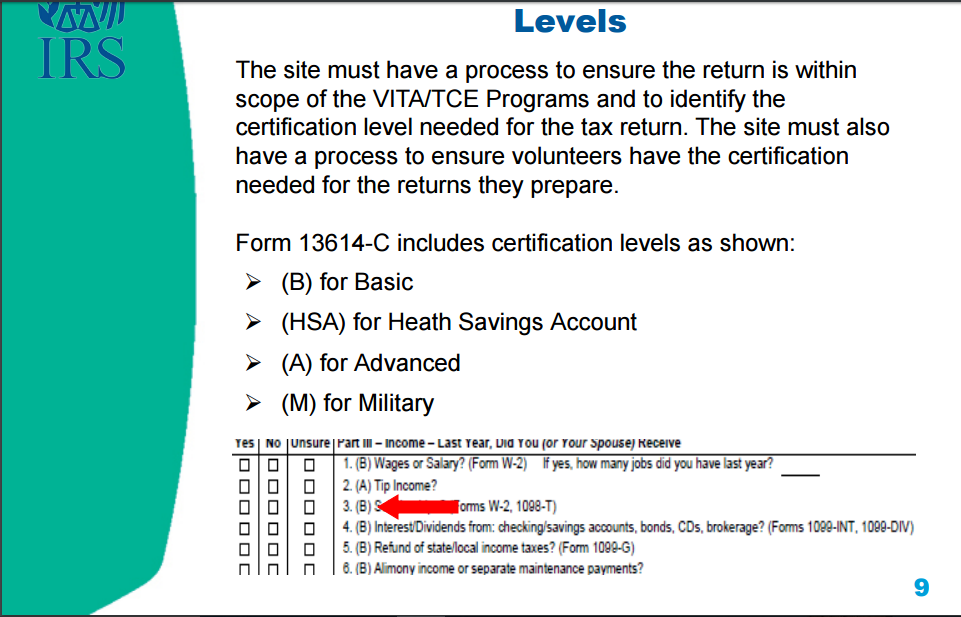 IRS
Levels
The site must have a process to ensure the return is within
scope of the VITA/TCE Programs and to identify the
certification level needed for the tax return. The site must also
have a process to ensure volunteers have the certification
needed for the returns they prepare.
Form 13614-C includes certification levels as shown:
(B) for Basic
(HSA) for Heath Savings Account
(A) for Advanced
(M) for Military
Yes No Unsure Part III – Income – Last Year, Did You (or Your Spouse) Receive
1. (B) Wages or Salary? (Form W-2) If yes, how many jobs did you have last year?
2. (A) Tip Income?
3. (B) W-2, 1098-T)
4. (B) Interest/Dividends from: checking/savings accounts, bonds, CDs, brokerage? (Forms 1099-INT, 1099-DIV)
5. (B) Refund of state/local income taxes? (Form 1099-G)
6. (B) Alimony income or separate maintenance payments?
9